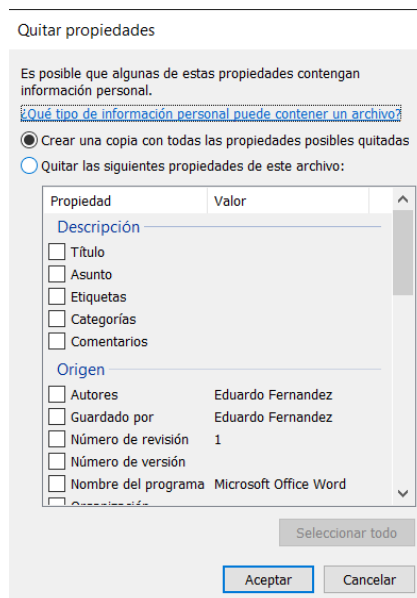 Quitar propiedades
Es posible que algunas de estas propiedades contengan
información personal.
¿Qué tipo de información personal puede contener un archivo?
Crear una copia con todas las propiedades posibles quitadas
Quitar las siguientes propiedades de este archivo:
Propiedad Valor
Descripción
Título
Asunto
Etiquetas
Categorías
Comentarios
Origen
Autores Eduardo Fernandez
Guardado por Eduardo Fernandez
Número de revisión 1
Número de versión
Nombre del programa Microsoft Office Word
Seleccionar todo
Aceptar Cancelar